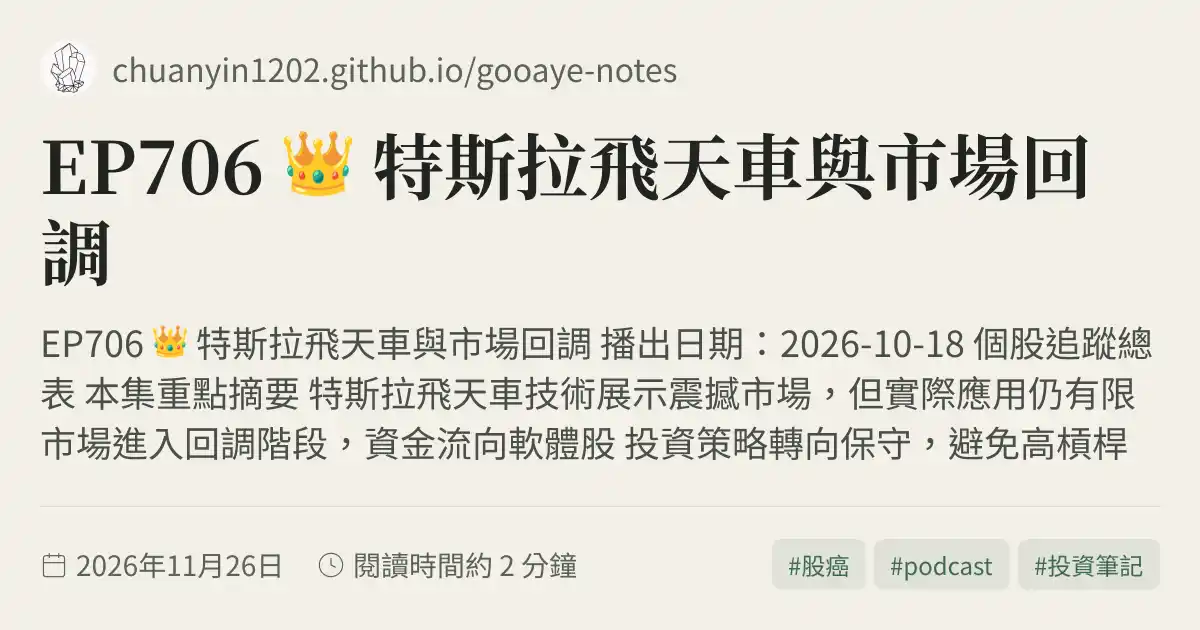 chuanyin1202.github.io/gooaye-notes
EP706 👑 特斯拉飛天車與市場回
調
EP706 👑 特斯拉飛天車與市場回調 播出日期：2026-10-18 個股追蹤總
表 本集重點摘要 特斯拉飛天車技術展示震撼市場，但實際應用仍有限
市場進入回調階段，資金流向軟體股 投資策略轉向保守，避免高槓桿
2026年11月26日
閱讀時間約 2 分鐘
#股癌
#podcast
#投資筆記